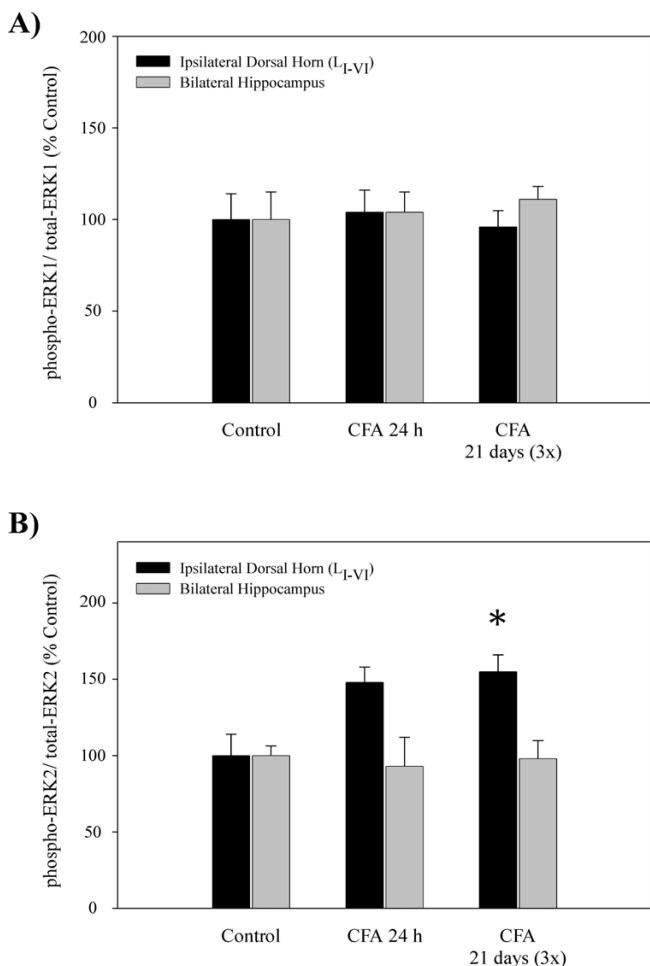 A)
phospho-ERK1/ total-ERK1 (% Control)
200
150
100
50
0
Ipsilateral Dorsal Horn (L I-VI)
Bilateral Hippocampus
Control
CFA 24 h
CFA
21 days (3x)
B)
phospho-ERK2/ total-ERK2 (% Control)
200
150
100
50
0
Ipsilateral Dorsal Horn (L I-VI)
Bilateral Hippocampus
*
Control
CFA 24 h
CFA
21 days (3x)